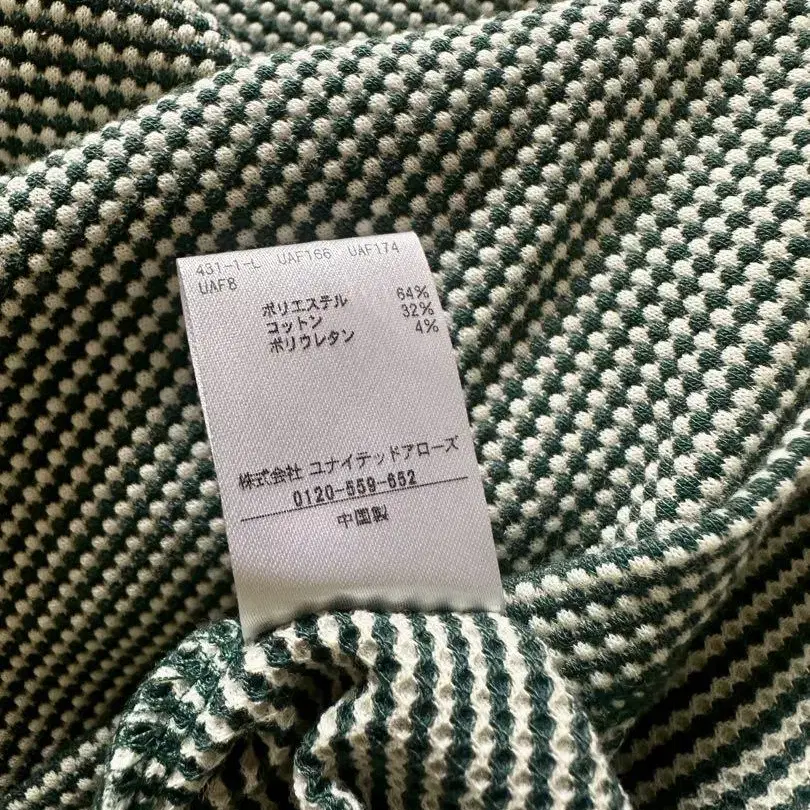 431-1-L UAF166 UAF174
UAF8
ポリエステル 64%
コットン 32%
ポリウレタン 4%
株式会社 ユナイテッドアローズ
0120-559-652
中国製